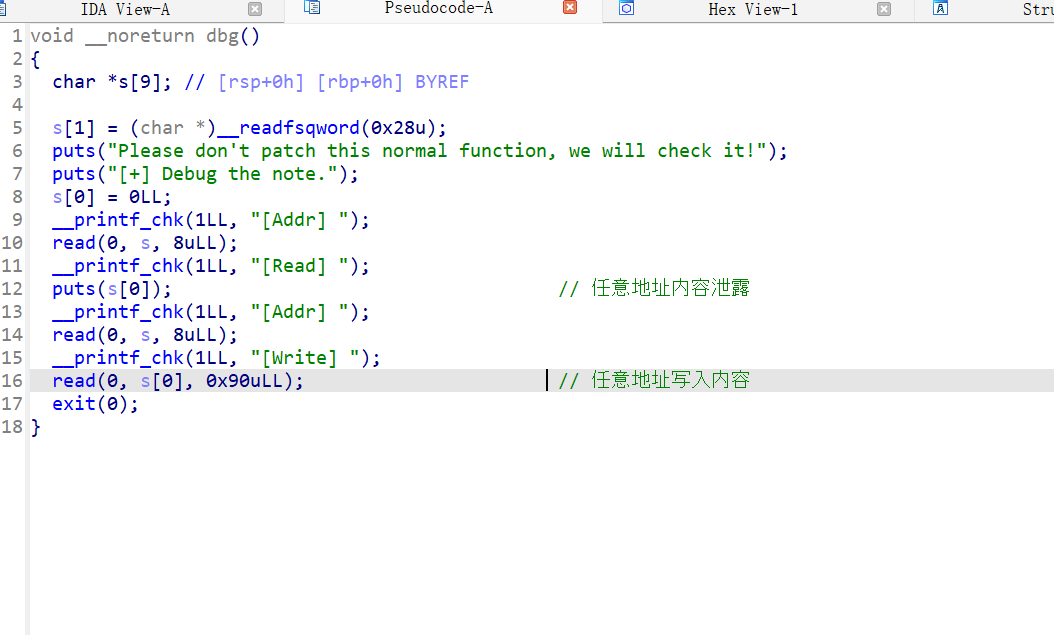 IDA View-A Pseudocode-A Hex View-1 Stru
1 void __noreturn dbg()
2 {
3 char *s[9]; // [rsp+0h] [rbp+0h] BYREF
4
5 s[1] = (char *)__readfsqword(0x28u);
6 puts("Please don't patch this normal function, we will check it!");
7 puts("[+] Debug the note.");
8 s[0] = 0LL;
9 __printf_chk(1LL, "[Addr] ");
10 read(0, s, 8uLL);
11 __printf_chk(1LL, "[Read] ");
12 puts(s[0]); // 任意地址内容泄露
13 __printf_chk(1LL, "[Addr] ");
14 read(0, s, 8uLL);
15 __printf_chk(1LL, "[Write] ");
16 read(0, s[0], 0x90uLL); // 任意地址写入内容
17 exit(0);
18 }